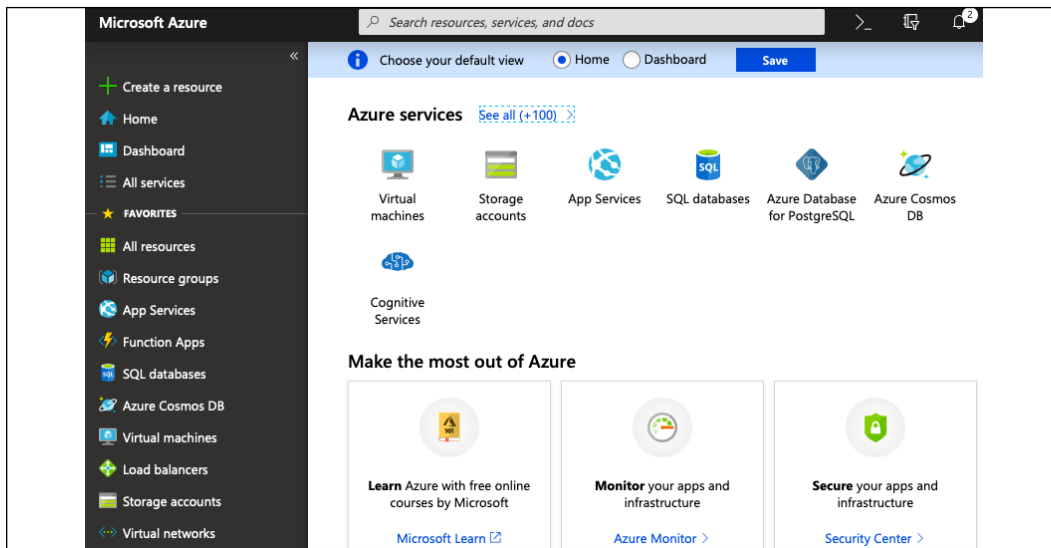 Microsoft Azure
Search resources, services, and docs
2
Create a resource
Home
Dashboard
All services
FAVORITES
All resources
Resource groups
App Services
Function Apps
SQL databases
Azure Cosmos DB
Virtual machines
Load balancers
Storage accounts
Virtual networks
Choose your default view Home Dashboard Save
Azure services See all (+100)
Virtual
machines
Storage
accounts
App Services
SQL
SQL databases
Azure Database
for PostgreSQL
Azure Cosmos
DB
Cognitive
Services
Make the most out of Azure
101
Learn Azure with free online
courses by Microsoft
Microsoft Learn
Monitor your apps and
infrastructure
Azure Monitor >
Secure your apps and
infrastructure
Security Center >